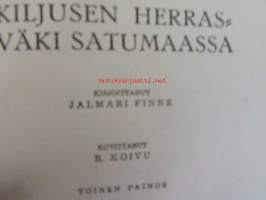 KILJUSEN HERRAS=
VÄKI SATUMAASSA
KIRJOITTANUT
JALMARI FINNE
KUVITTANUT
R. KOIVU
TOINEN PAINOS